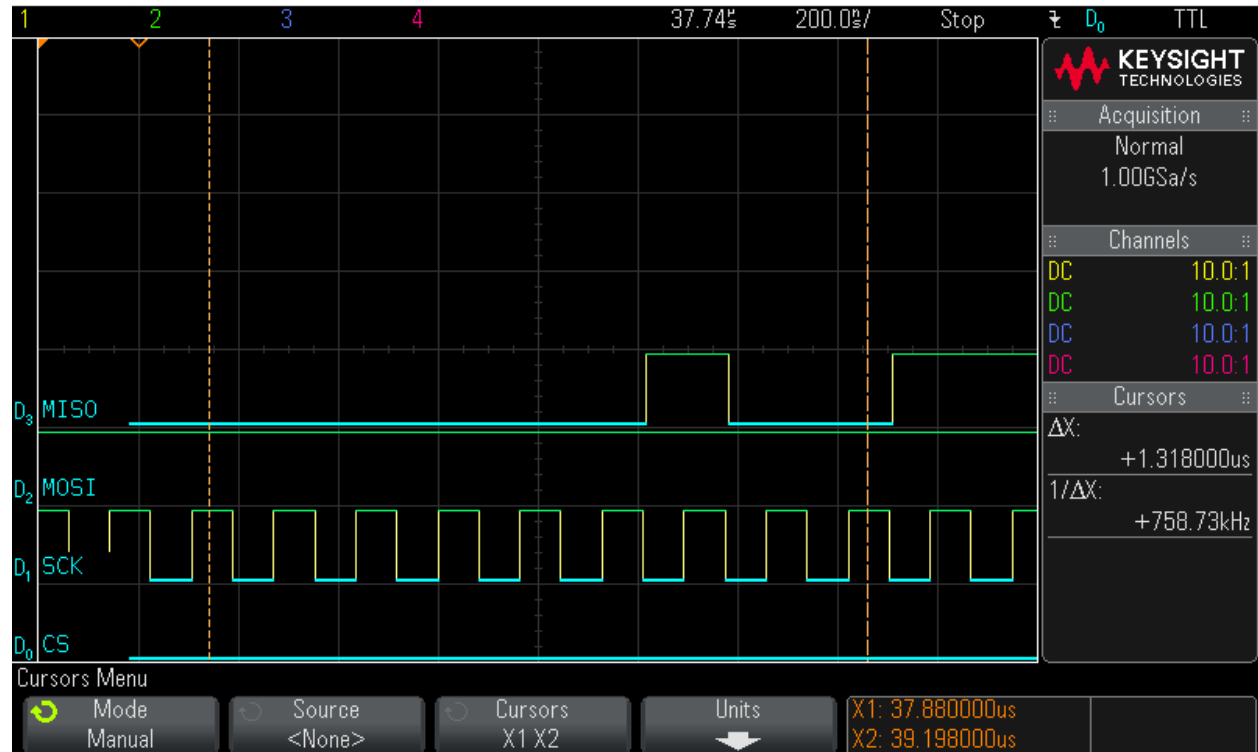 1 2 3 4 37.74µs 200.0ns/ Stop D0 TTL
KEYSIGHT
TECHNOLOGIES
Acquisition
Normal
1.00GSa/s
Channels
DC 10.0:1
DC 10.0:1
DC 10.0:1
DC 10.0:1
Cursors
ΔX:
+1.318000us
1/ΔX:
+758.73kHz
D3 MISO
D2 MOSI
D1 SCK
D0 CS
Cursors Menu
Mode
Manual
Source
<None>
Cursors
X1 X2
Units
X1: 37.880000us
X2: 39.198000us